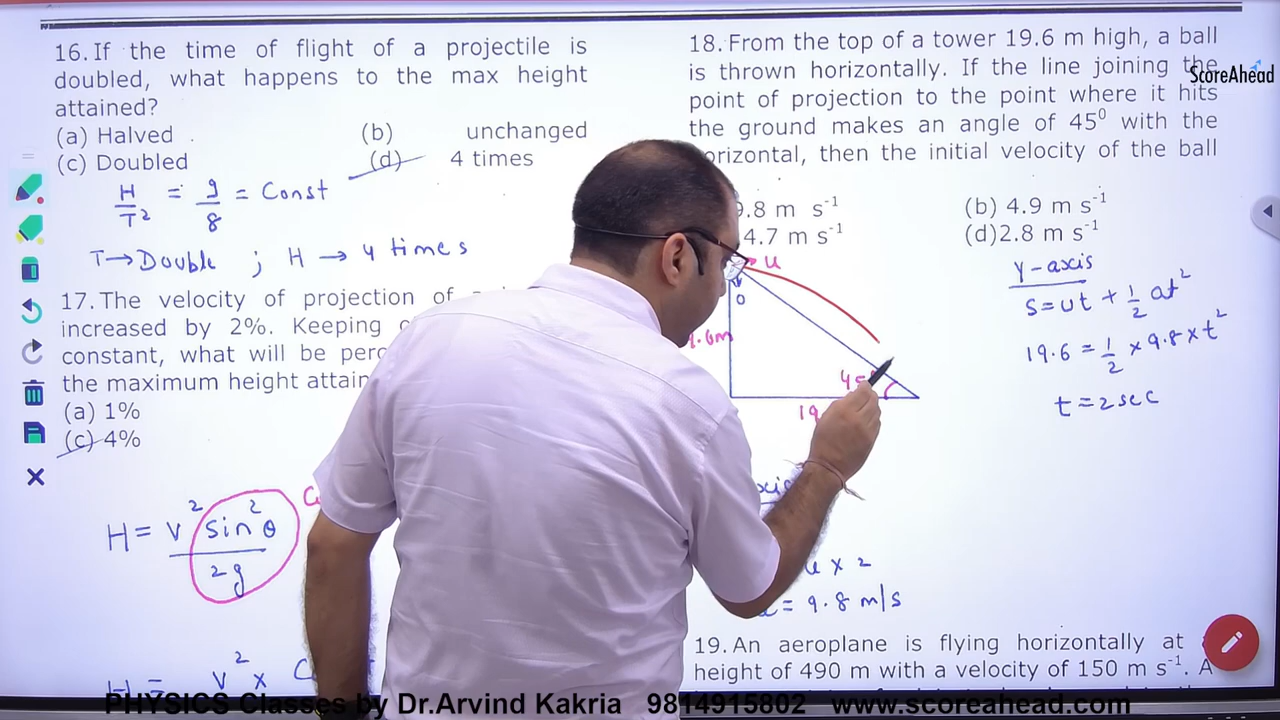 16. If the time of flight of a projectile is
doubled, what happens to the max height
attained?
(a) Halved (b) unchanged
(c) Doubled (d) 4 times
H/T² = g/8 = Const
T→Double ; H → 4 times
17. The velocity of projection of
increased by 2%. Keeping
constant, what will be
the maximum height
(a) 1%
(c) 4%
H = v² sin²θ / 2g
v² x
18. From the top of a tower 19.6 m high, a ball
is thrown horizontally. If the line joining the
point of projection to the point where it hits
the ground makes an angle of 45⁰ with the
then the initial velocity of the ball
9.8 m s⁻¹ (b) 4.9 m s⁻¹
4.7 m s⁻¹ (d) 2.8 m s⁻¹
u
0
Y-axis
s = ut + ½ at²
19.6 = ½ × 9.8 × t²
t = 2 sec
u × 2
= 9.8 m/s
19. An aeroplane is flying horizontally at
height of 490 m with a velocity of 150 m s⁻¹. A
ScoreAhead
PHYSICS Classes by Dr.Arvind Kakria 9814915802 www.scoreahead.com